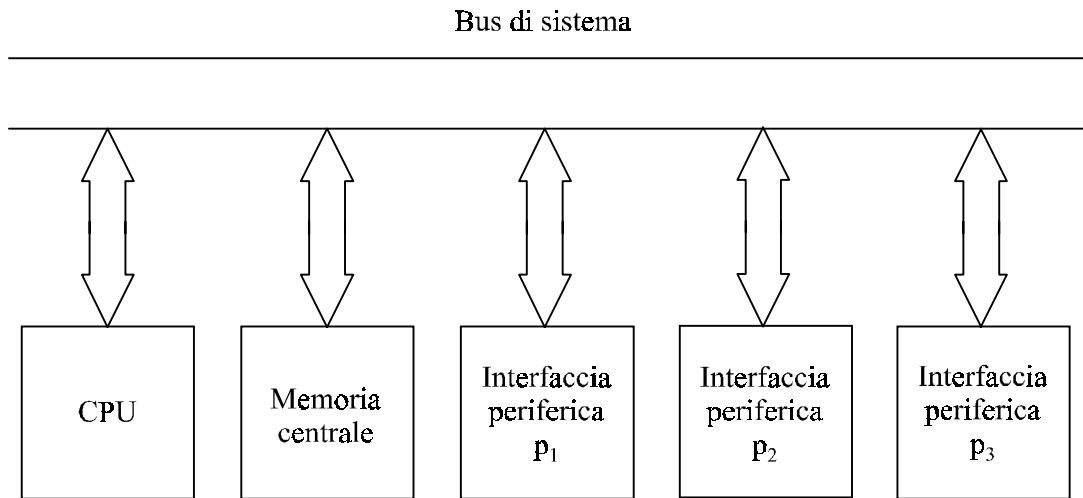 Bus di sistema
CPU
Memoria
centrale
Interfaccia
periferica
p₁
Interfaccia
periferica
p₂
Interfaccia
periferica
p₃